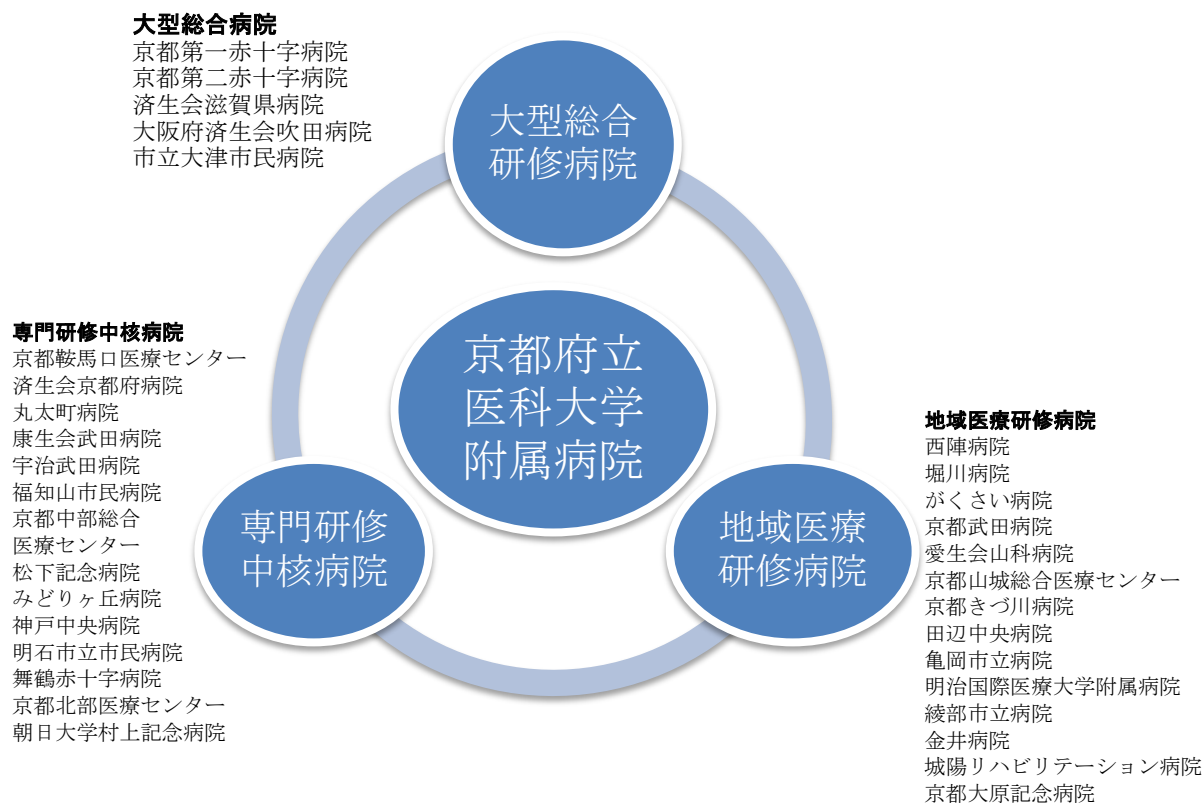 大型総合病院
京都第一赤十字病院
京都第二赤十字病院
済生会滋賀県病院
大阪府済生会吹田病院
市立大津市民病院
大型総合
研修病院
専門研修中核病院
京都鞍馬口医療センター
済生会京都府病院
丸太町病院
康生会武田病院
宇治武田病院
福知山市民病院
京都中部総合
医療センター
松下記念病院
みどりヶ丘病院
神戸中央病院
明石市立市民病院
舞鶴赤十字病院
京都北部医療センター
朝日大学村上記念病院
京都府立
医科大学
附属病院
専門研修
中核病院
地域医療
研修病院
地域医療研修病院
西陣病院
堀川病院
がくさい病院
京都武田病院
愛生会山科病院
京都山城総合医療センター
京都きづ川病院
田辺中央病院
亀岡市立病院
明治国際医療大学附属病院
綾部市立病院
金井病院
城陽リハビリテーション病院
京都大原記念病院